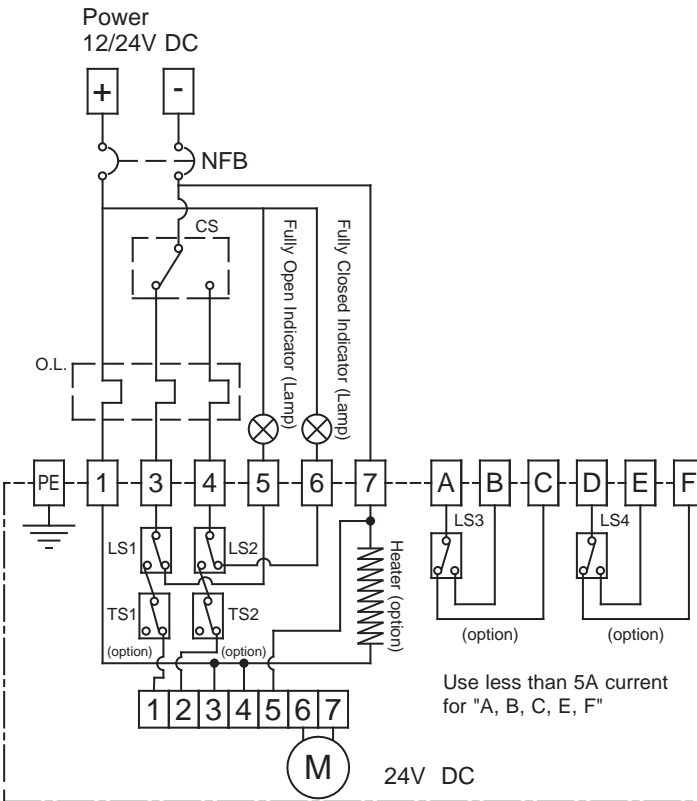 Power
12/24V DC
+ -
NFB
CS
Fully Open Indicator (Lamp)
Fully Closed Indicator (Lamp)
O.L.
PE 1 3 4 5 6 7 A B C D E F
LS1 LS2 LS3 LS4
TS1 TS2
Heater (option)
(option) (option) (option) (option)
1 2 3 4 5 6 7
Use less than 5A current
for "A, B, C, E, F"
M
24V DC